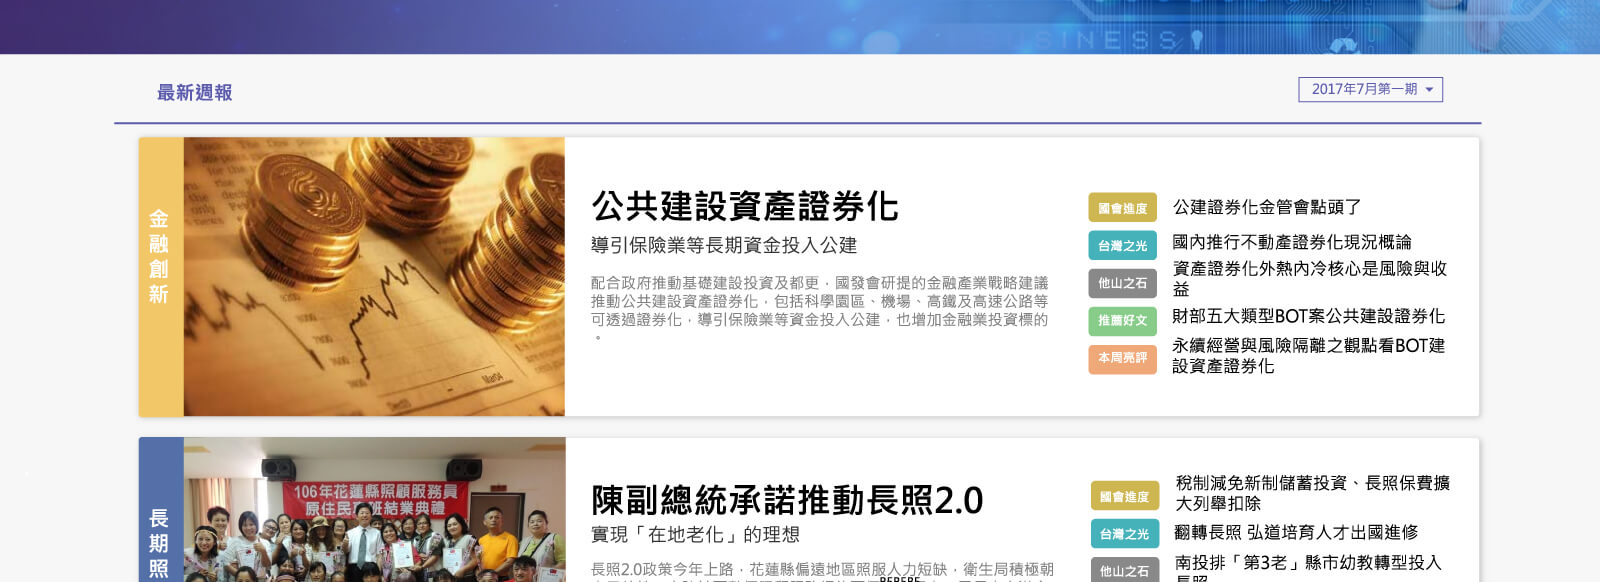 BUSINESS
最新週報
2017年7月第一期
金融創新
公共建設資產證券化
導引保險業等長期資金投入公建
配合政府推動基礎建設投資及都更，國發會研提的金融產業戰略建議
推動公共建設資產證券化，包括科學園區、機場、高鐵及高速公路等
可透過證券化，導引保險業等資金投入公建，也增加金融業投資標的
。
國會進度 公建證券化金管會點頭了
台灣之光 國內推行不動產證券化現況概論
他山之石 資產證券化外熱內冷核心是風險與收
益
推薦好文 財部五大類型BOT案公共建設證券化
本周亮評 永續經營與風險隔離之觀點看BOT建
設資產證券化
長期照
106年花蓮縣照顧服務員
原住民專班結業典禮
陳副總統承諾推動長照2.0
實現「在地老化」的理想
長照2.0政策今年上路，花蓮縣偏遠地區照服人力短缺，衛生局積極朝
國會進度 稅制減免新制儲蓄投資、長照保費擴
大列舉扣除
台灣之光 翻轉長照 弘道培育人才出國進修
他山之石 南投排「第3老」縣市幼教轉型投入
長照